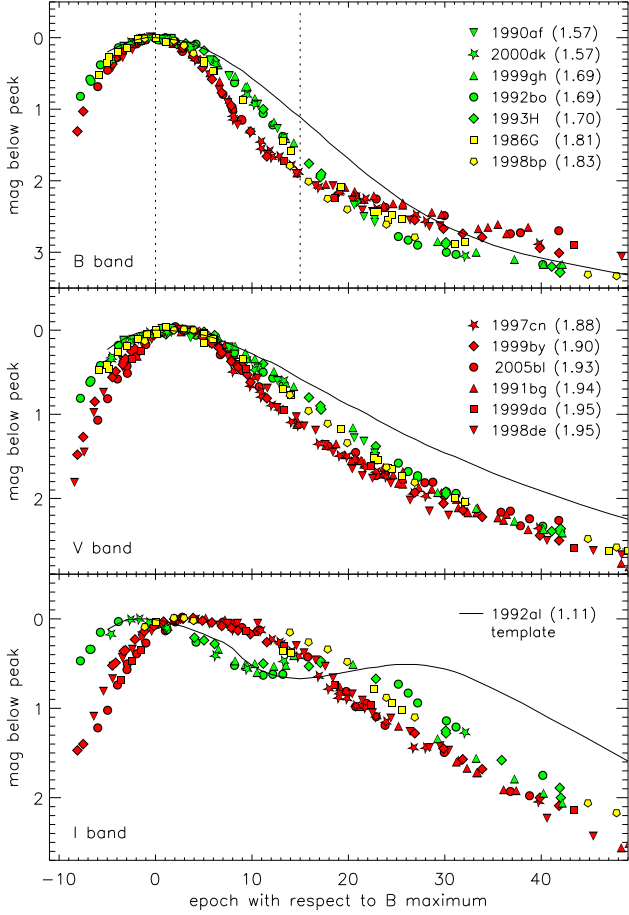 0
1
2
3
mag below peak
B band
1990af (1.57)
2000dk (1.57)
1999gh (1.69)
1992bo (1.69)
1993H (1.70)
1986G (1.81)
1998bp (1.83)
0
1
2
mag below peak
V band
1997cn (1.88)
1999by (1.90)
2005bl (1.93)
1991bg (1.94)
1999da (1.95)
1998de (1.95)
0
1
2
mag below peak
I band
1992al (1.11)
template
-10 0 10 20 30 40
epoch with respect to B maximum